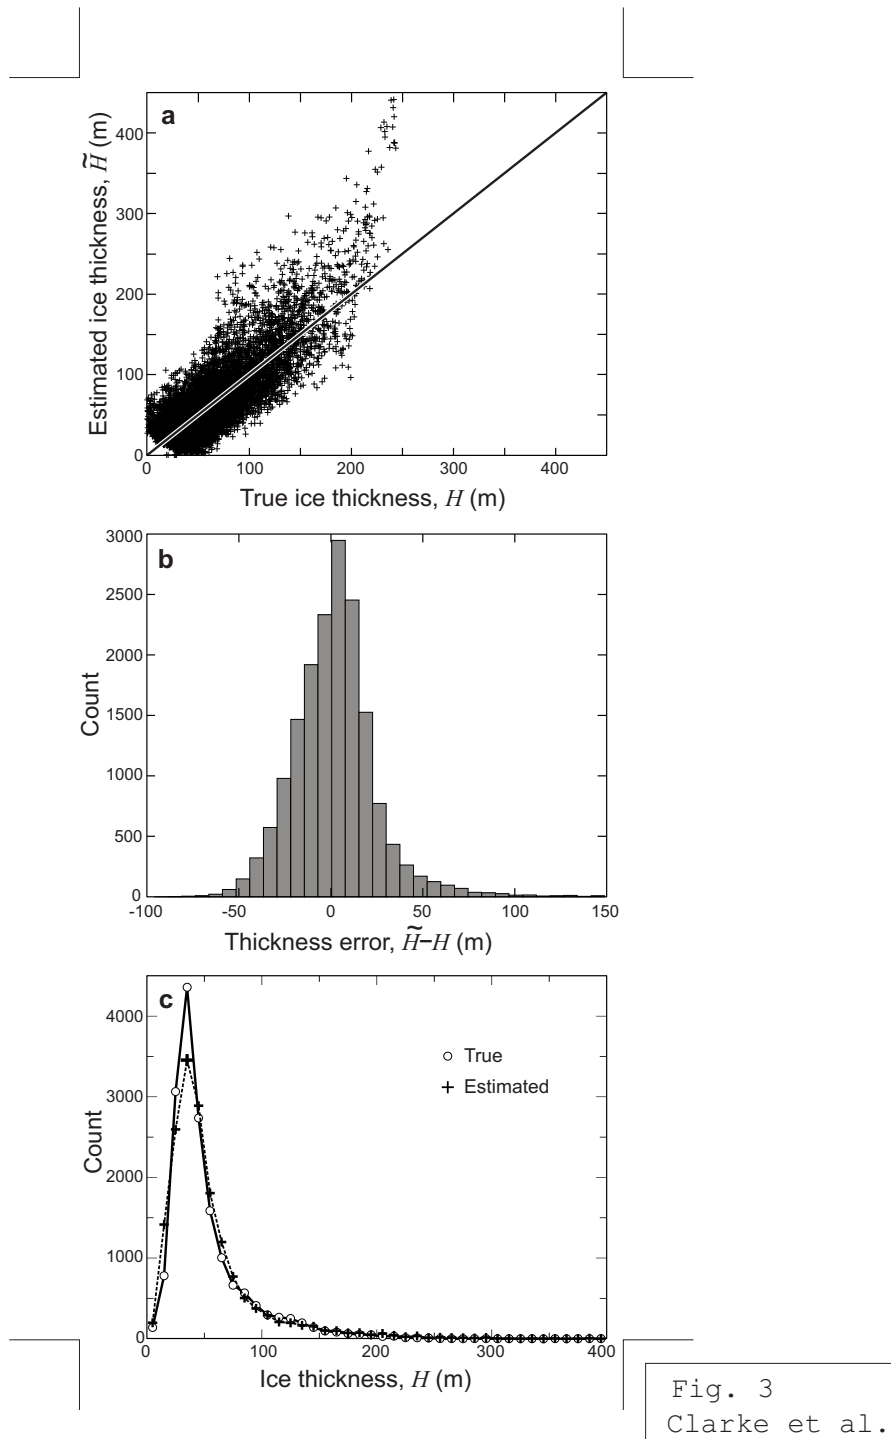 a
400
300
200
100
0
Estimated ice thickness, H̃ (m)
0 100 200 300 400
True ice thickness, H (m)
b
3000
2500
2000
1500
1000
500
0
Count
-100 -50 0 50 100 150
Thickness error, H̃–H (m)
c
4000
3000
2000
1000
0
Count
True
Estimated
0 100 200 300 400
Ice thickness, H (m)
Fig. 3
Clarke et al.